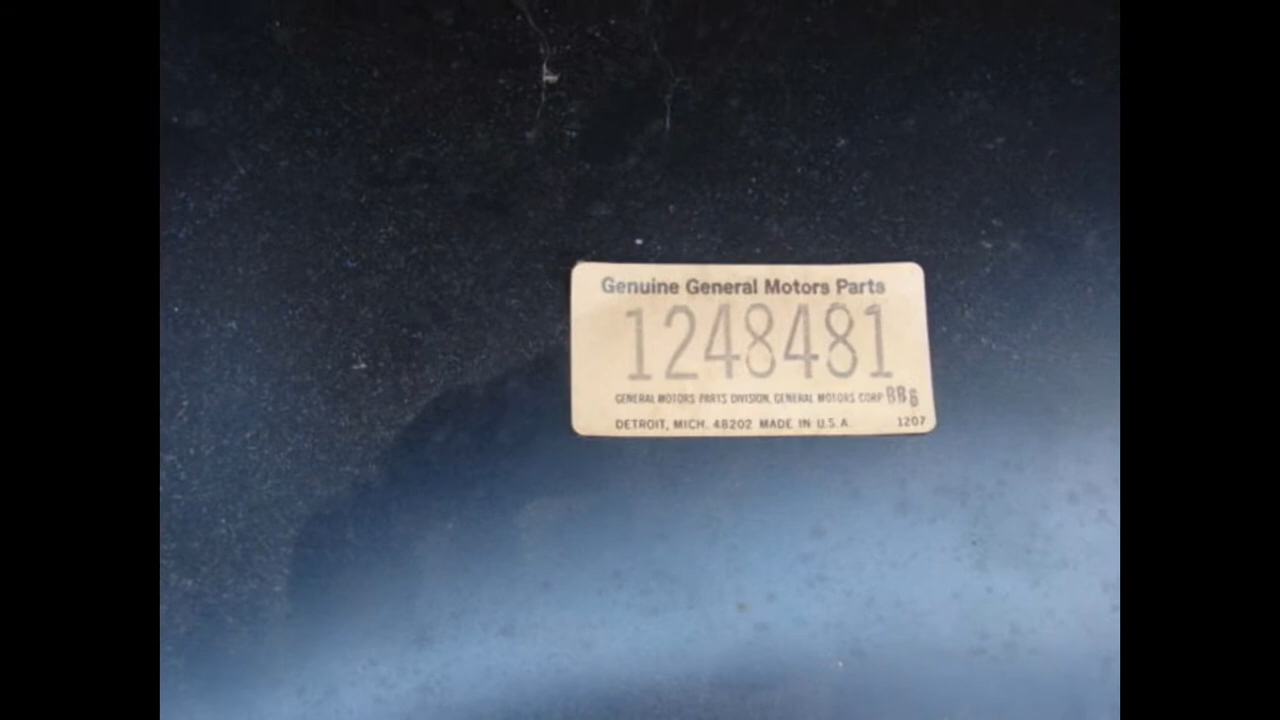 Genuine General Motors Parts
1248481
GENERAL MOTORS PARTS DIVISION, GENERAL MOTORS CORP BB6
DETROIT, MICH. 48202 MADE IN U.S.A. 1207